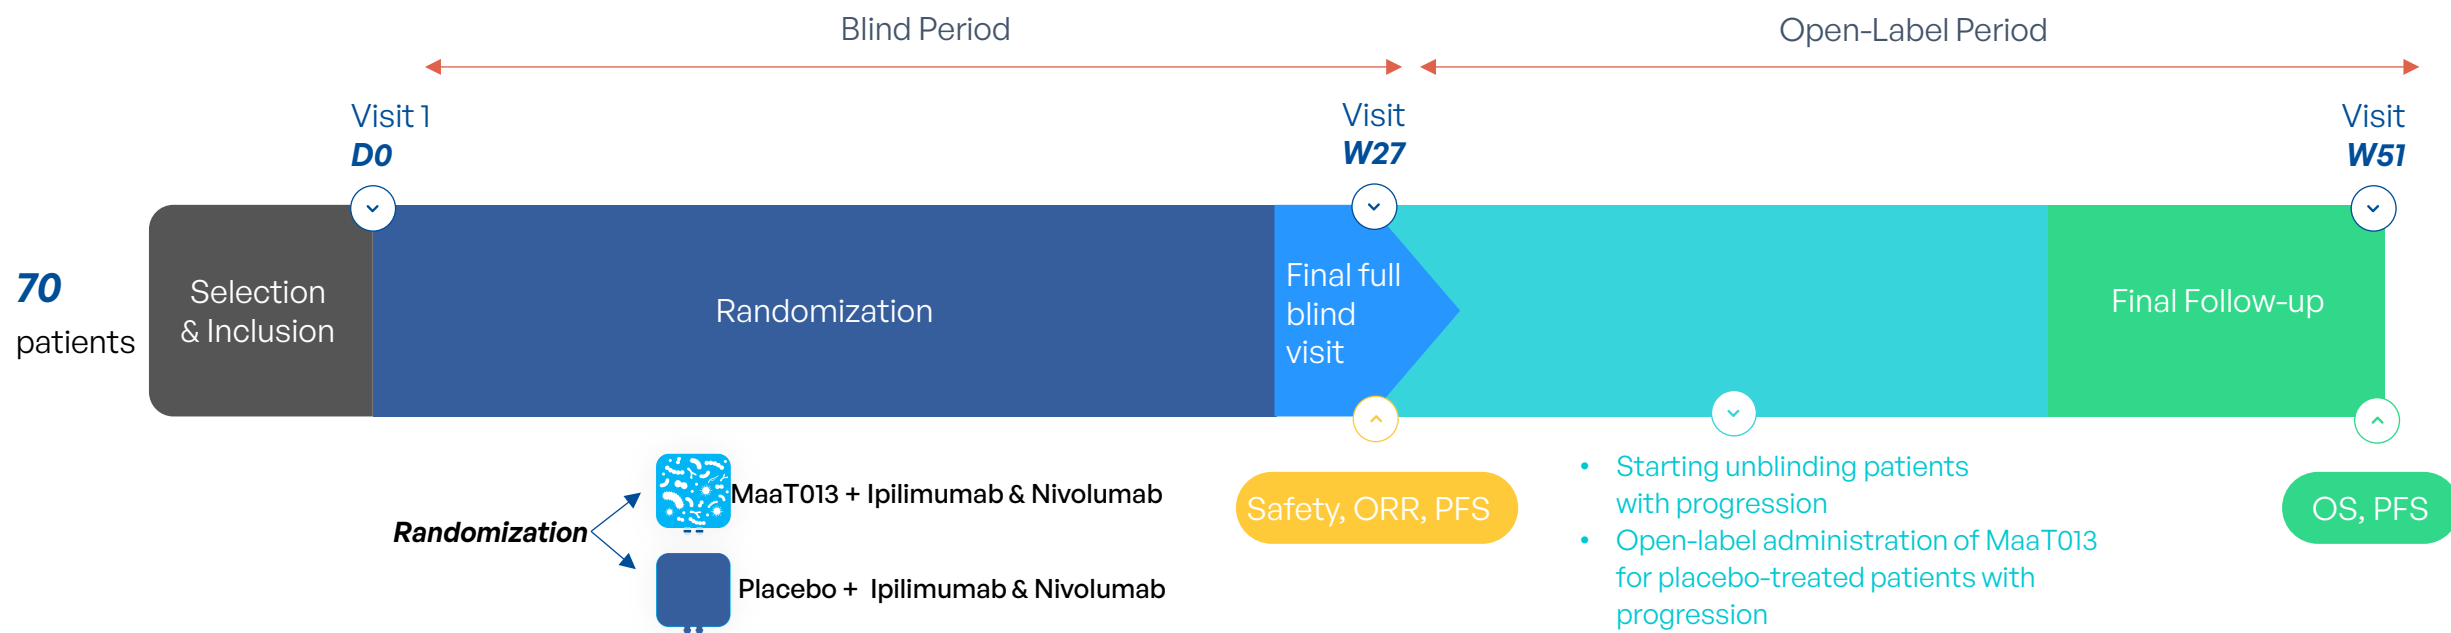 Blind Period
Open-Label Period
Visit 1
D0
Visit
W27
Visit
W51
70
patients
Selection
& Inclusion
Randomization
Final full
blind
visit
Final Follow-up
Randomization
MaaT013 + Ipilimumab & Nivolumab
Placebo + Ipilimumab & Nivolumab
Safety, ORR, PFS
• Starting unblinding patients
with progression
• Open-label administration of MaaT013
for placebo-treated patients with
progression
OS, PFS